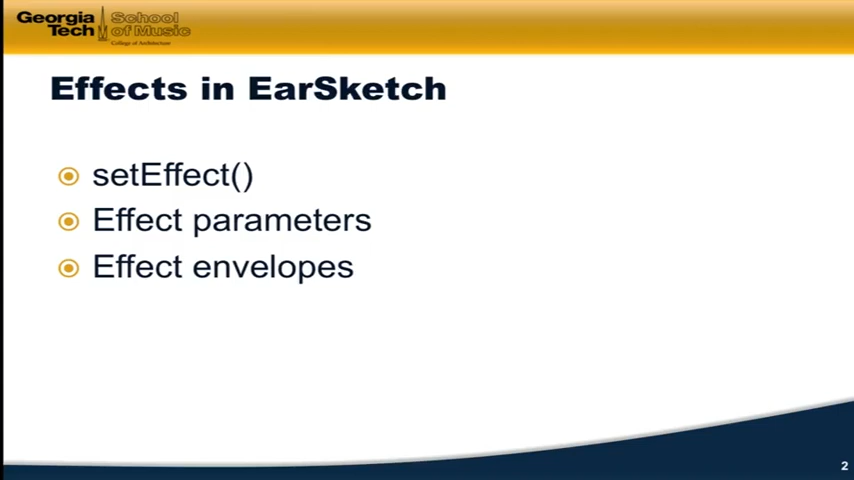 Georgia Tech
School of Music
College of Architecture
Effects in EarSketch
setEffect()
Effect parameters
Effect envelopes
2